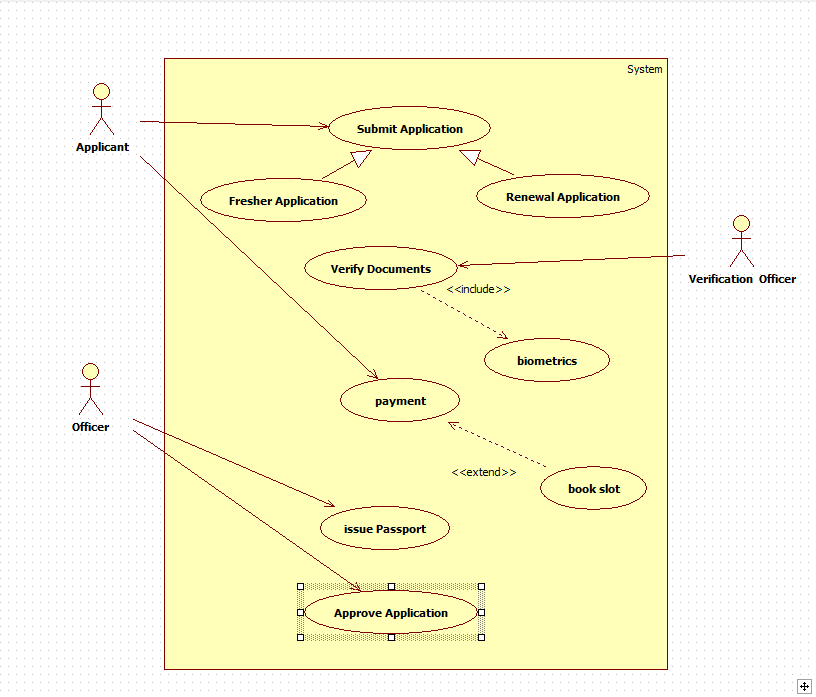 System
Applicant
Submit Application
Fresher Application
Renewal Application
Verify Documents
Verification Officer
<<include>>
biometrics
payment
Officer
<<extend>>
book slot
issue Passport
Approve Application